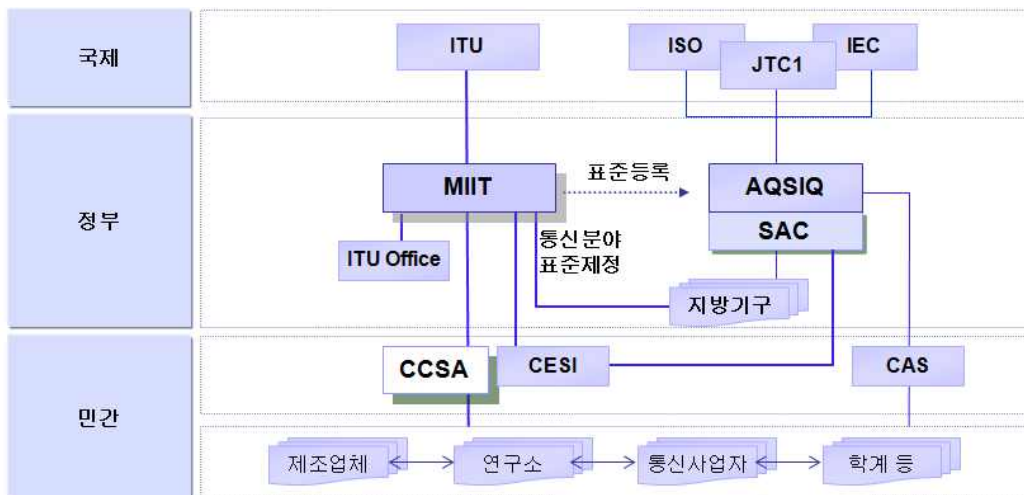 국제
ITU
ISO
JTC1
IEC
정부
MIIT
표준등록
AQSIQ
SAC
ITU Office
통신분야
표준제정
지방기구
민간
CCSA
CESI
CAS
제조업체
연구소
통신사업자
학계 등